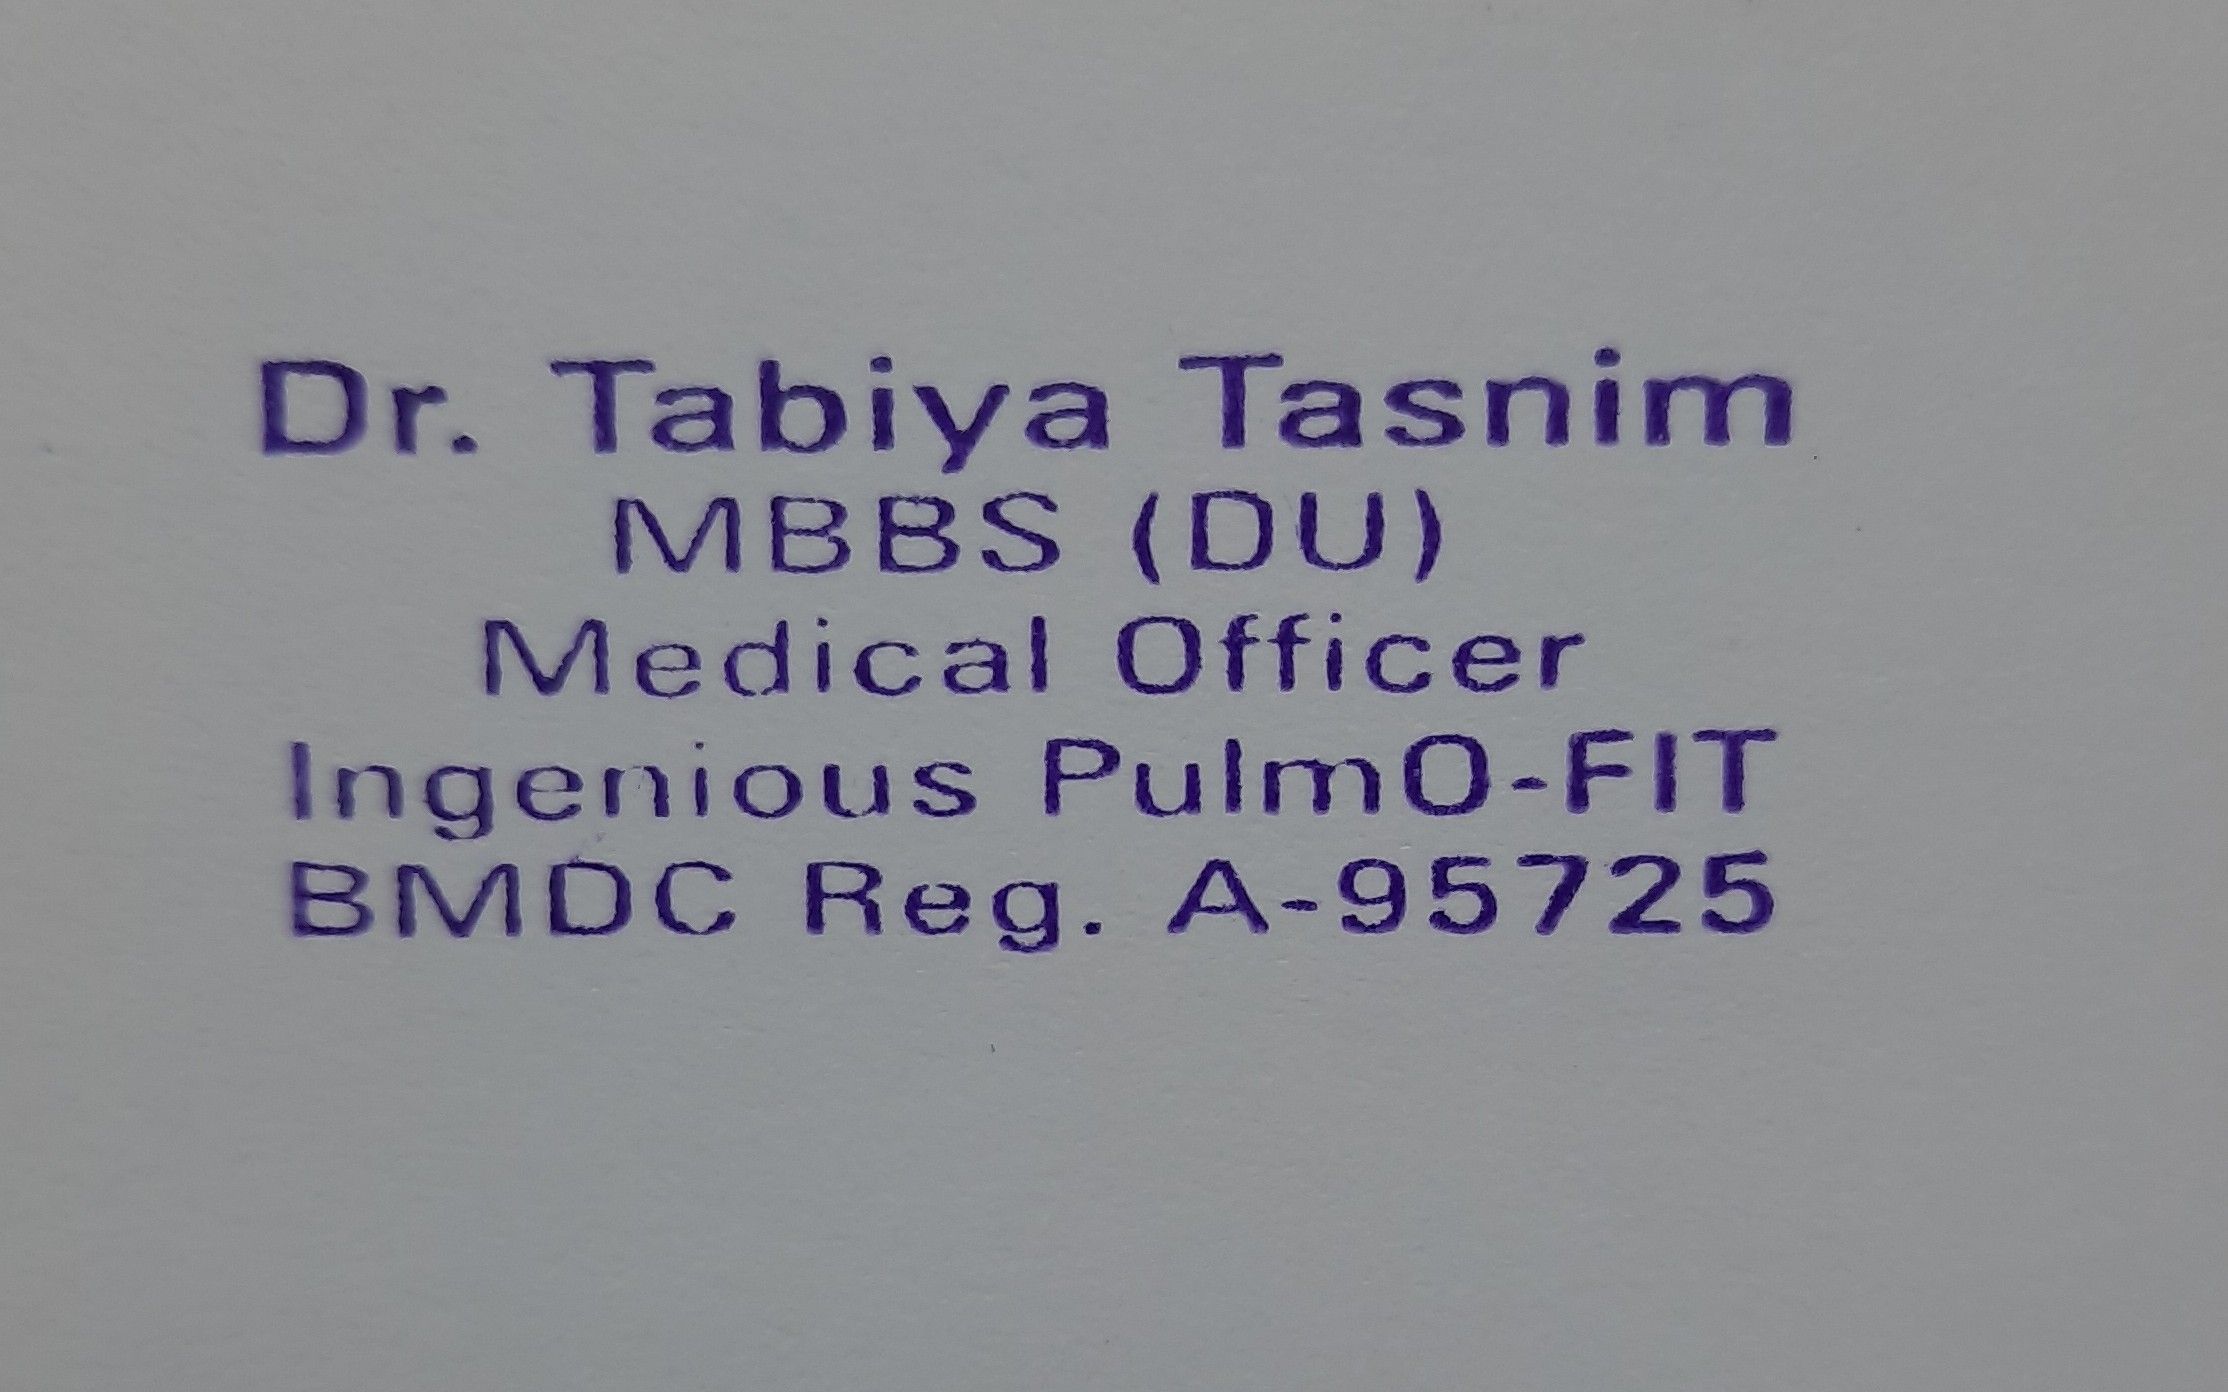 Dr. Tabiya Tasnim
MBBS (DU)
Medical Officer
Ingenious PulmO-FIT
BMDC Reg. A-95725